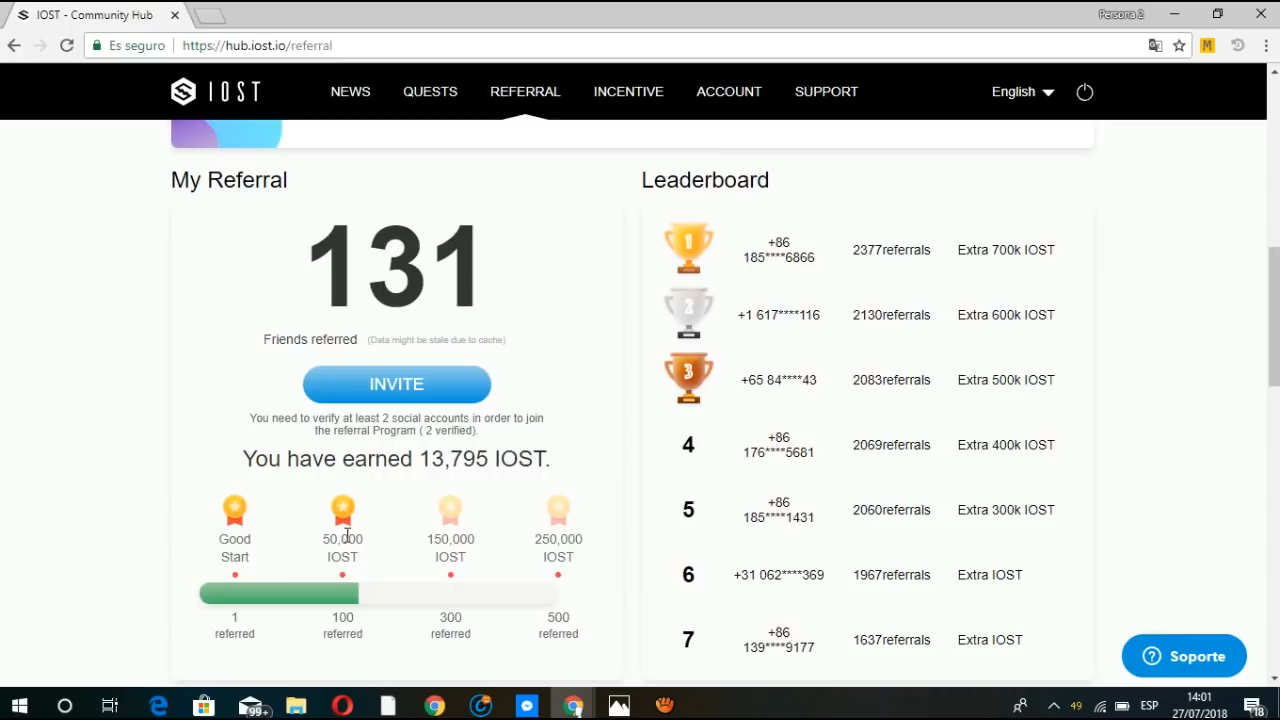 IOST - Community Hub
Persona 2
Es seguro
https://hub.iost.io/referral
M
IOST
NEWS
QUESTS
REFERRAL
INCENTIVE
ACCOUNT
SUPPORT
English
My Referral
131
Friends referred (Data might be stale due to cache)
INVITE
You need to verify at least 2 social accounts in order to join
the referral Program ( 2 verified).
You have earned 13,795 IOST.
Good
Start
50,000
IOST
150,000
IOST
250,000
IOST
1
referred
100
referred
300
referred
500
referred
Leaderboard
1
+86
185****6866
2377referrals
Extra 700k IOST
2
+1 617****116
2130referrals
Extra 600k IOST
3
+65 84****43
2083referrals
Extra 500k IOST
4
+86
176****5681
2069referrals
Extra 400k IOST
5
+86
185****1431
2060referrals
Extra 300k IOST
6
+31 062****369
1967referrals
Extra IOST
7
+86
139****9177
1637referrals
Extra IOST
? Soporte
99+
49
ESP
14:01
27/07/2018
18